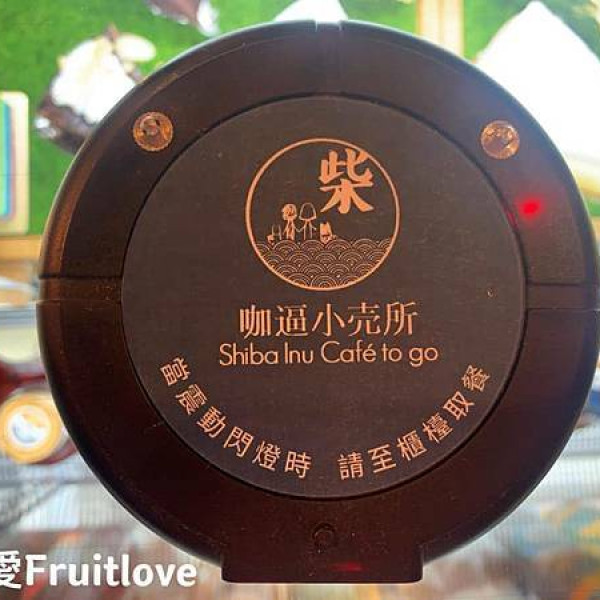 柴
咖逼小売所
Shiba Inu Café to go
當震動閃燈時 請至櫃檯取餐
愛Fruitlove